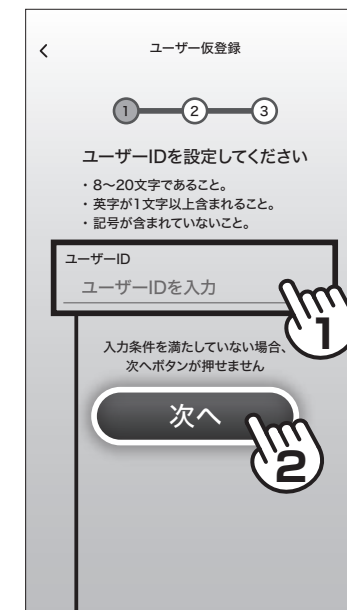 ユーザー仮登録
1 2 3
ユーザーIDを設定してください
・8〜20文字であること。
・英字が1文字以上含まれること。
・記号が含まれていないこと。
ユーザーID
ユーザーIDを入力
1
入力条件を満たしていない場合、
次へボタンが押せません
次へ
2